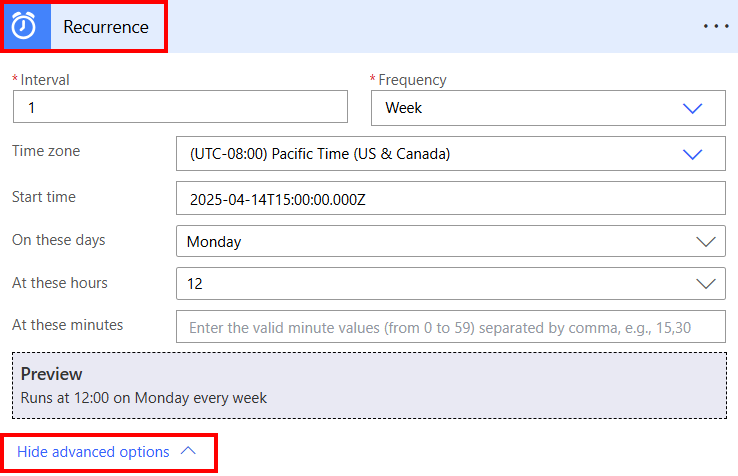 Recurrence
* Interval
* Frequency
1
Week
Time zone
(UTC-08:00) Pacific Time (US & Canada)
Start time
2025-04-14T15:00:00.000Z
On these days
Monday
At these hours
12
At these minutes
Enter the valid minute values (from 0 to 59) separated by comma, e.g., 15,30
Preview
Runs at 12:00 on Monday every week
Hide advanced options